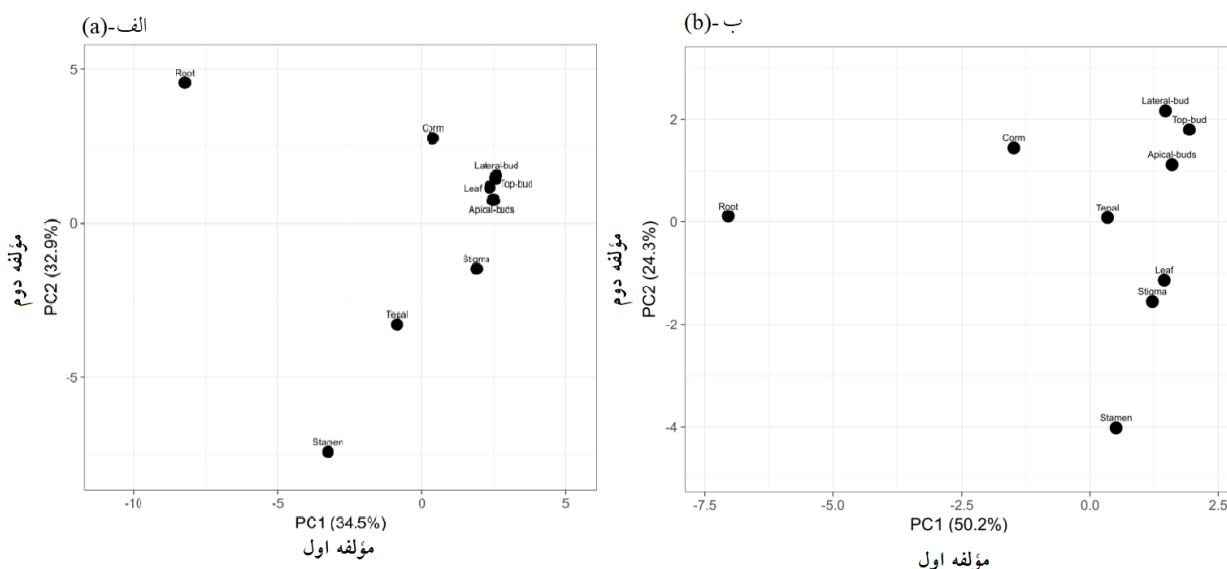 (a)-الف
5
0
-5
-10
-5
0
5
Root
Corm
Lateral-bud
Top-bud
Leaf
Apical-buds
Stigma
Tepal
Stamen
PC2 (32.9%)
مؤلفه دوم
PC1 (34.5%)
مؤلفه اول
(b)-ب
2
0
-2
-4
-7.5
-5.0
-2.5
0.0
2.5
Lateral-bud
Top-bud
Corm
Apical-buds
Root
Tepal
Leaf
Stigma
Stamen
PC2 (24.3%)
مؤلفه دوم
PC1 (50.2%)
مؤلفه اول